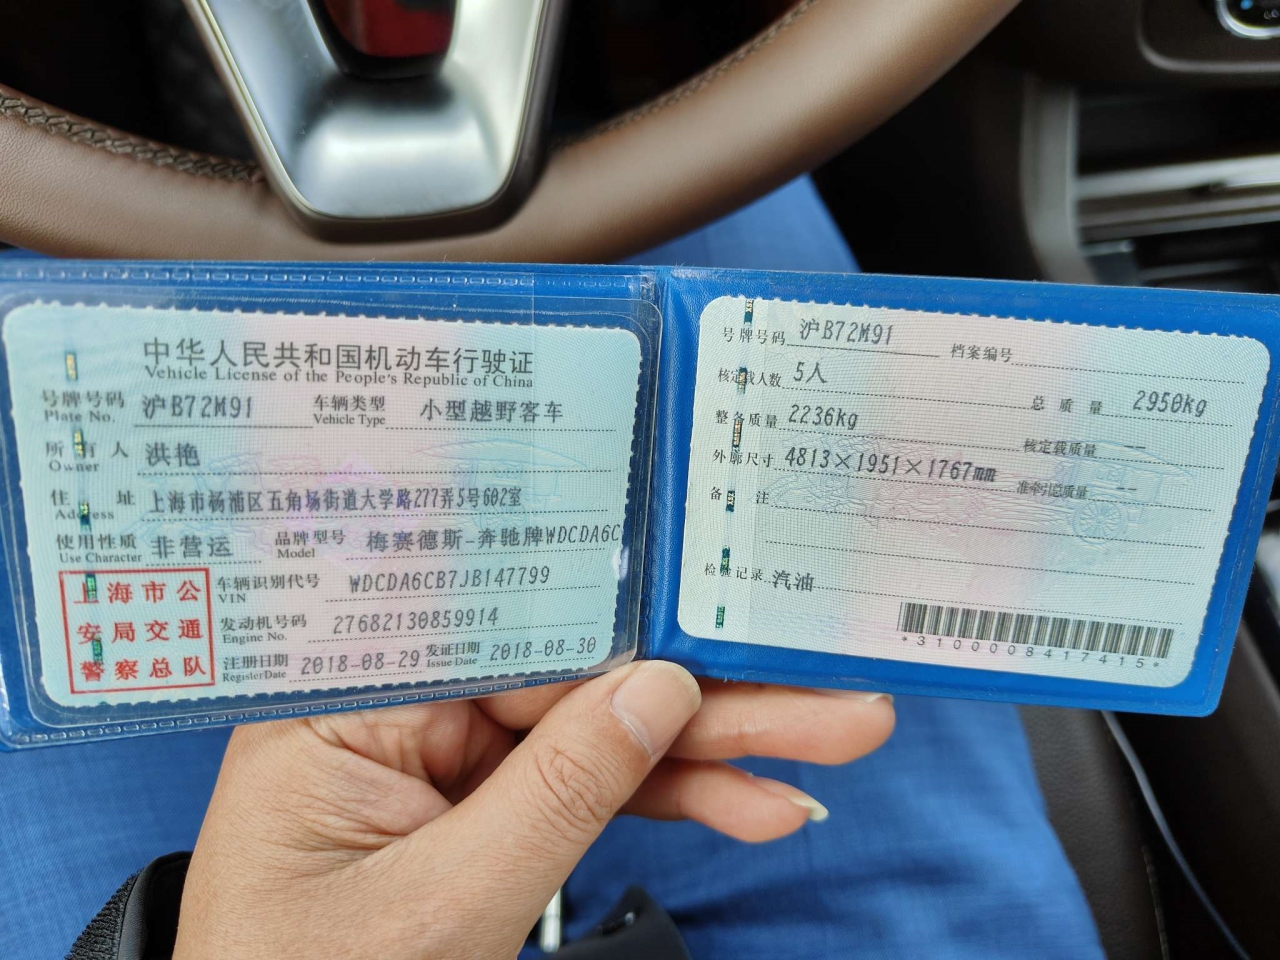 中华人民共和国机动车行驶证
Vehicle License of the People's Republic of China
号牌号码 沪B72M91 车辆类型 小型越野客车
Plate No. Vehicle Type
所有人 洪艳
Owner
住址 上海市杨浦区五角场街道大学路277弄5号602室
Address
使用性质 非营运 品牌型号 梅赛德斯-奔驰牌WDCDA6C
Use Character Model
上海市公安局交通警察总队
车辆识别代号 WDCDA6CB7JB147799
VIN
发动机号码 27682130859914
Engine No.
注册日期 2018-08-29 发证日期 2018-08-30
Register Date Issue Date
号牌号码 沪B72M91 档案编号
核定载人数 5人 总质量 2950kg
整备质量 2236kg 核定载质量 --
外廓尺寸 4813×1951×1767mm 准牵引总质量 --
备注
检验记录 汽油
*3100008417415*